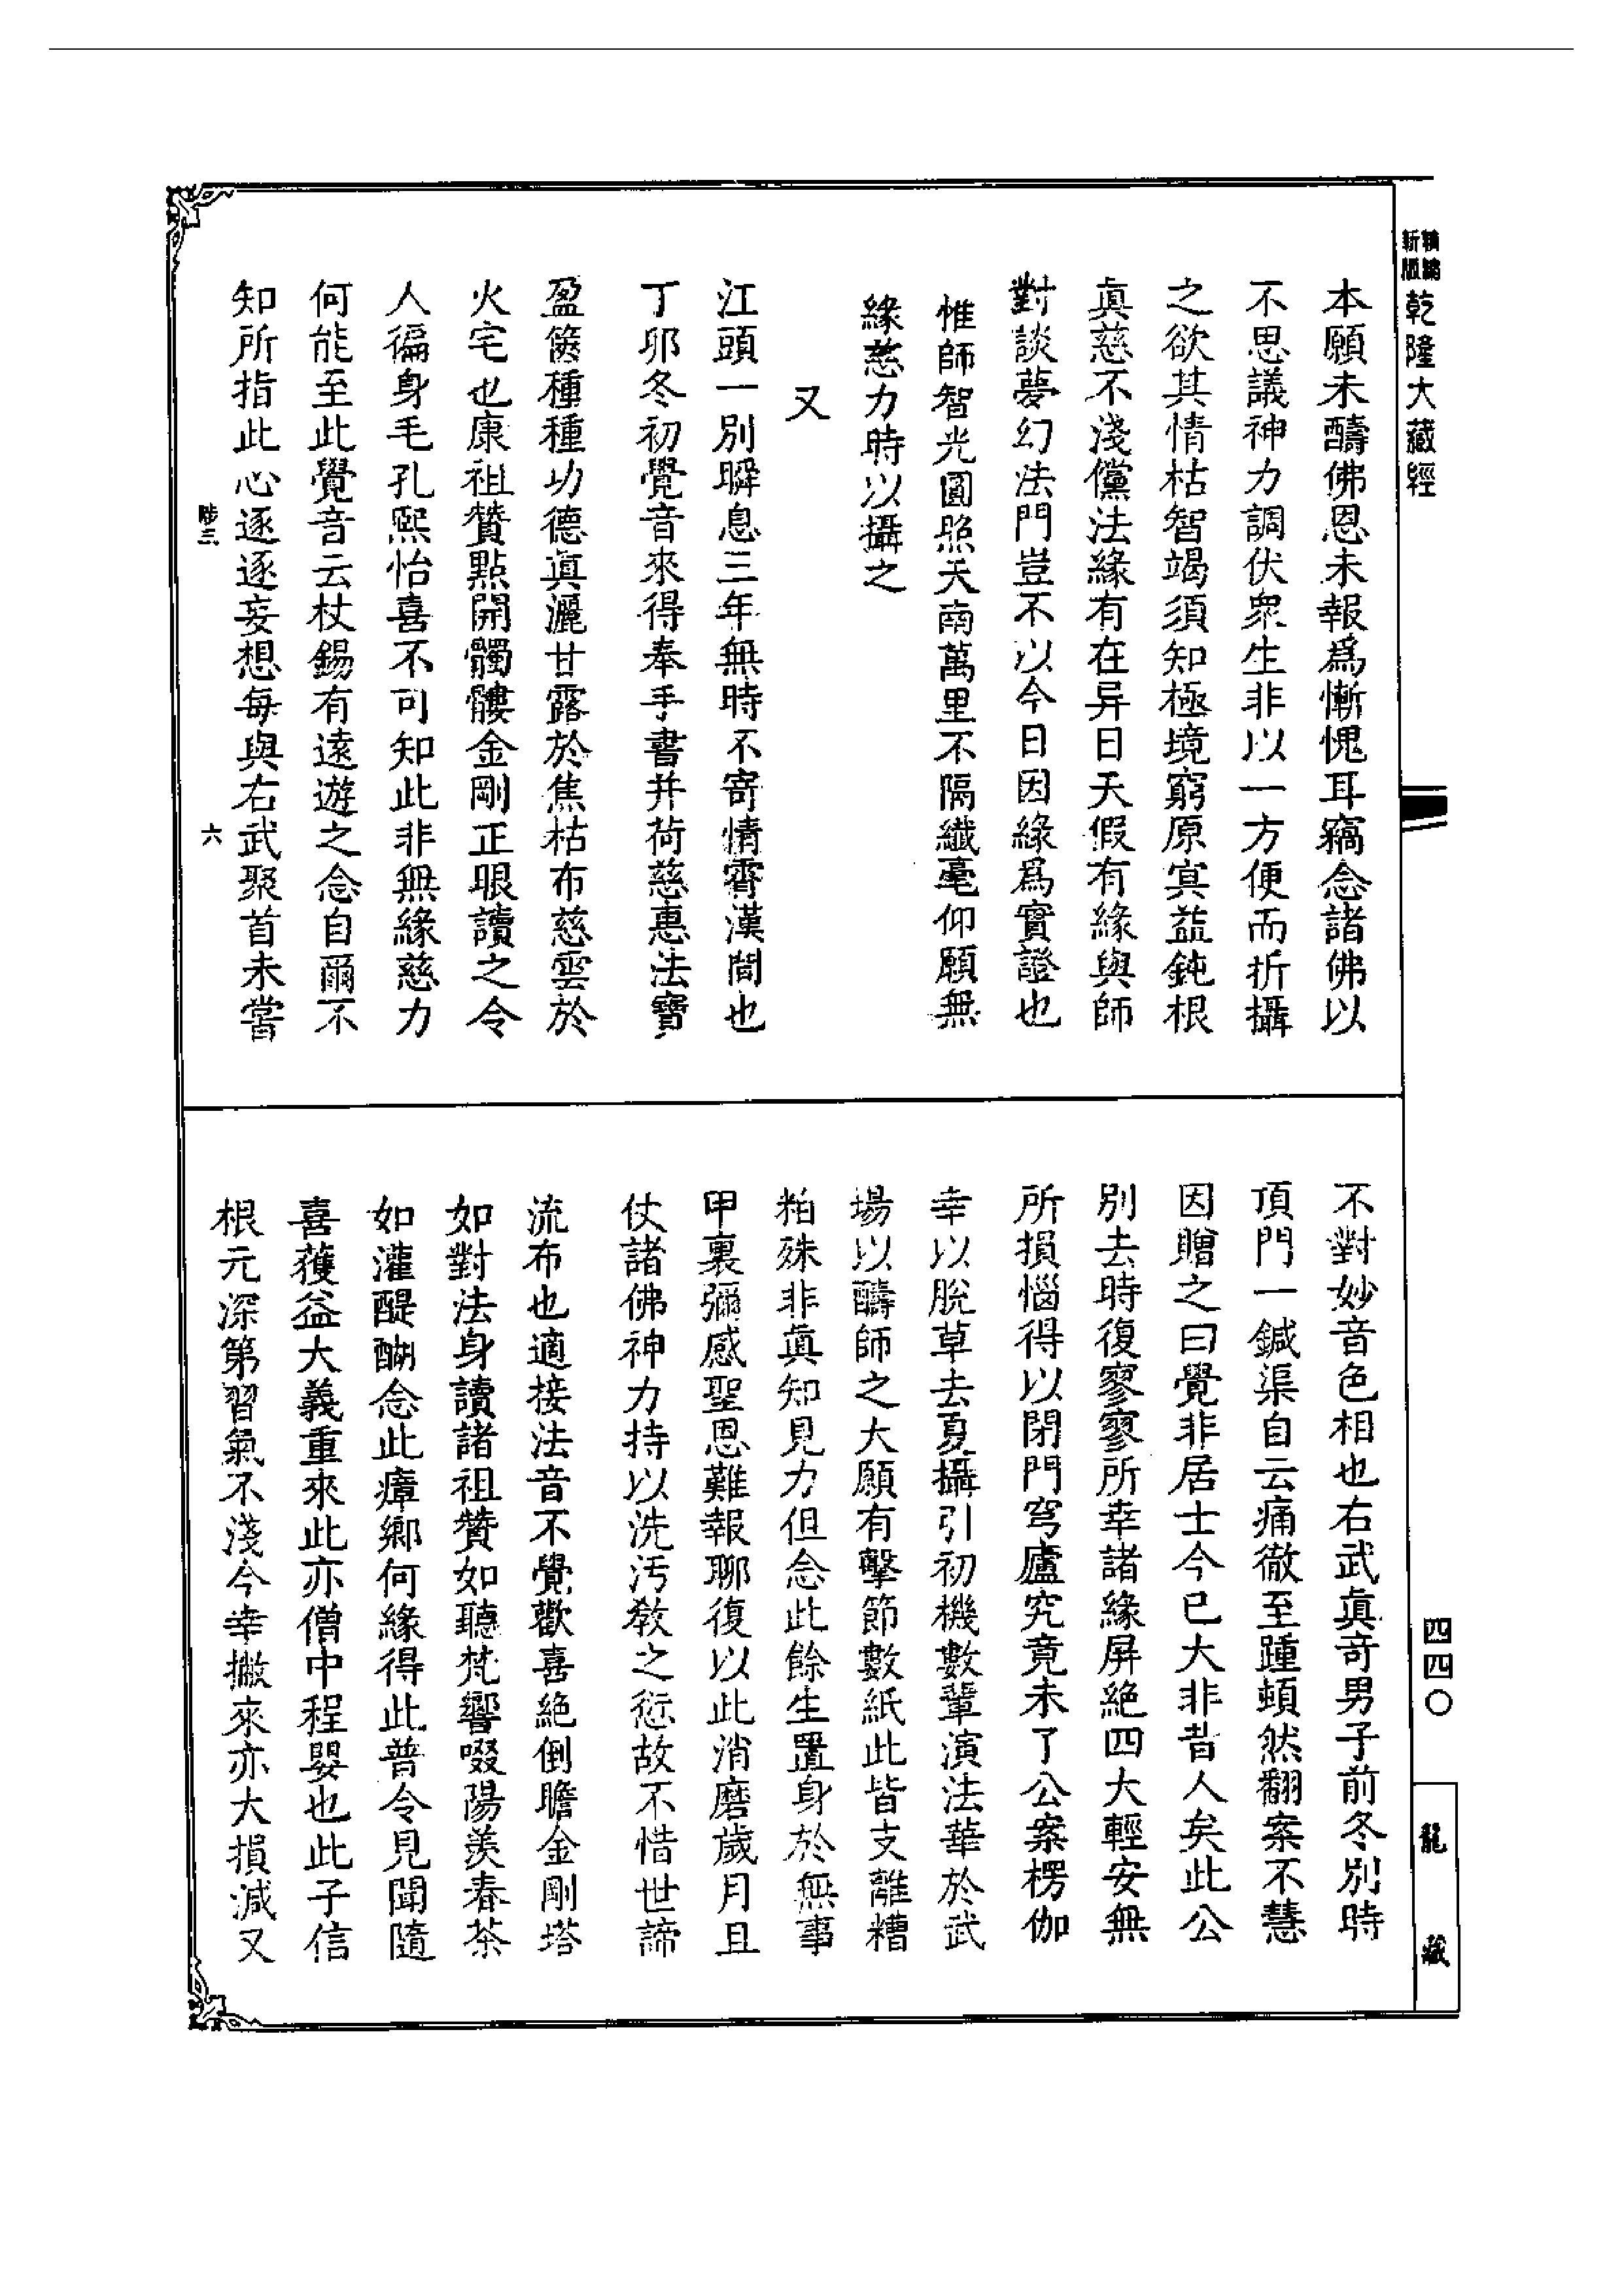 精編
新版
乾隆大藏經
本願未醻佛恩未報爲慚愧耳竊念諸佛以
不思議神力調伏衆生非以一方便而折攝
之欲其情枯智竭須知極境窮原寘益鈍根
眞慈不淺儻法緣有在异日天假有緣與師
對談夢幻法門豈不以今日因緣爲實證也
惟師智光圓照天南萬里不隔纖毫仰願無
緣慈力時以攝之
又
江頭一別瞬息三年無時不寄情霄漢間也
丁卯冬初覺音來得奉手書并荷慈惠法寶
盈篋種種功德眞灑甘露於焦枯布慈雲於
火宅也康祖贊點開髑髏金剛正眼讀之令
人徧身毛孔熙怡喜不可知此非無緣慈力
何能至此覺音云杖錫有遠遊之念自爾不
知所指此心逐逐妄想每與右武聚首未嘗
陟三
六
不對妙音色相也右武眞奇男子前冬別時
頂門一鍼渠自云痛徹至踵頓然翻案不慧
因贈之曰覺非居士今已大非昔人矣此公
別去時復寥寥所幸諸緣屏絕四大輕安無
所損惱得以閉門穹廬究竟未了公案楞伽
幸以脫草去夏攝引初機數輩演法華於武
場以醻師之大願有擊節數紙此皆支離糟
粕殊非眞知見力但念此餘生置身於無事
甲裏彌感聖恩難報聊復以此消磨歲月且
仗諸佛神力持以洗污教之愆故不惜世諦
流布也適接法音不覺歡喜絕倒瞻金剛塔
如對法身讀諸祖贊如聽梵響啜陽羨春茶
如灌醍醐念此瘴鄉何緣得此普令見聞隨
喜獲益大義重來此亦僧中程嬰也此子信
根元深第習氣不淺今幸撇來亦大損減又
四四〇
龍藏